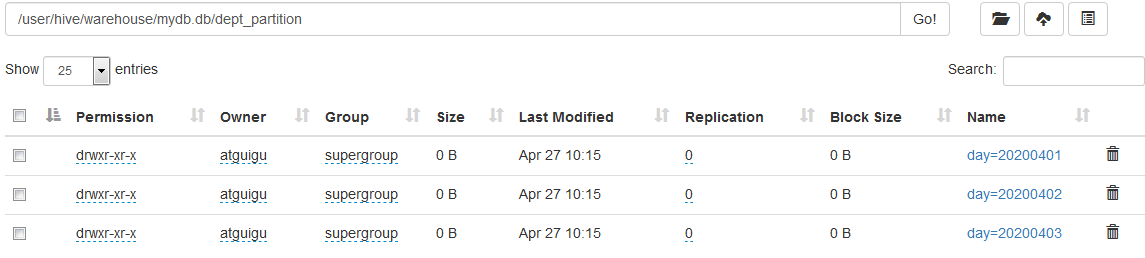 /user/hive/warehouse/mydb.db/dept_partition Go!
Show 25 entries Search:
Permission Owner Group Size Last Modified Replication Block Size Name
drwxr-xr-x atguigu supergroup 0 B Apr 27 10:15 0 0 B day=20200401
drwxr-xr-x atguigu supergroup 0 B Apr 27 10:15 0 0 B day=20200402
drwxr-xr-x atguigu supergroup 0 B Apr 27 10:15 0 0 B day=20200403